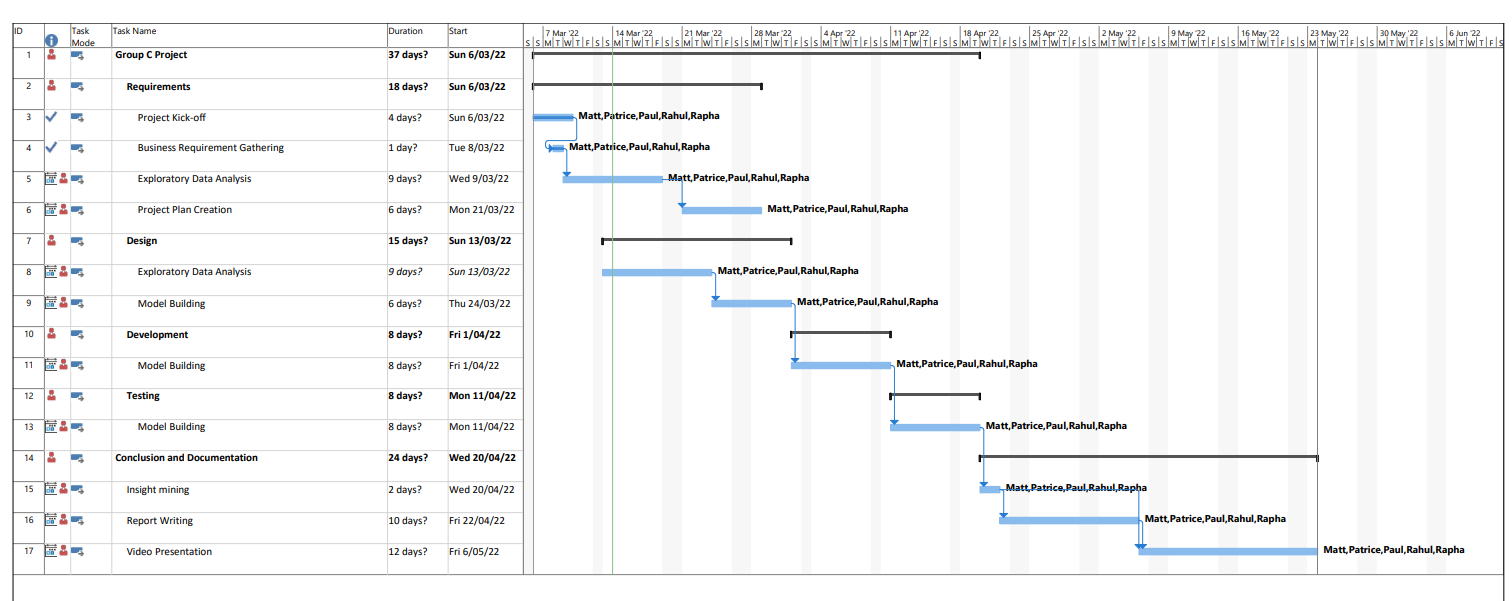 ID Task Mode Task Name Duration Start
7 Mar '22 14 Mar '22 21 Mar '22 28 Mar '22 4 Apr '22 11 Apr '22 18 Apr '22 25 Apr '22 2 May '22 9 May '22 16 May '22 23 May '22 30 May '22 6 Jun '22
S S M T W T F S S M T W T F S S M T W T F S S M T W T F S S M T W T F S S M T W T F S S M T W T F S S M T W T F S S M T W T F S S M T W T F S S M T W T F S S M T W T F S S M T W T F S S M T W T F S
1 Group C Project 37 days? Sun 6/03/22
2 Requirements 18 days? Sun 6/03/22
3 Project Kick-off 4 days? Sun 6/03/22 Matt,Patrice,Paul,Rahul,Rapha
4 Business Requirement Gathering 1 day? Tue 8/03/22 Matt,Patrice,Paul,Rahul,Rapha
5 Exploratory Data Analysis 9 days? Wed 9/03/22 Matt,Patrice,Paul,Rahul,Rapha
6 Project Plan Creation 6 days? Mon 21/03/22 Matt,Patrice,Paul,Rahul,Rapha
7 Design 15 days? Sun 13/03/22
8 Exploratory Data Analysis 9 days? Sun 13/03/22 Matt,Patrice,Paul,Rahul,Rapha
9 Model Building 6 days? Thu 24/03/22 Matt,Patrice,Paul,Rahul,Rapha
10 Development 8 days? Fri 1/04/22
11 Model Building 8 days? Fri 1/04/22 Matt,Patrice,Paul,Rahul,Rapha
12 Testing 8 days? Mon 11/04/22
13 Model Building 8 days? Mon 11/04/22 Matt,Patrice,Paul,Rahul,Rapha
14 Conclusion and Documentation 24 days? Wed 20/04/22
15 Insight mining 2 days? Wed 20/04/22 Matt,Patrice,Paul,Rahul,Rapha
16 Report Writing 10 days? Fri 22/04/22 Matt,Patrice,Paul,Rahul,Rapha
17 Video Presentation 12 days? Fri 6/05/22 Matt,Patrice,Paul,Rahul,Rapha